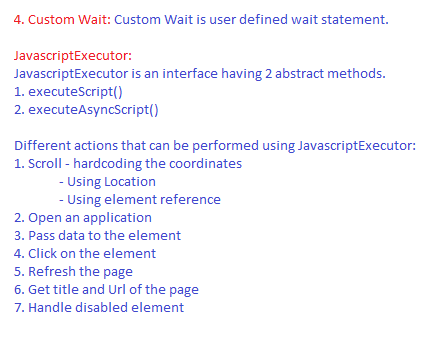 4. Custom Wait: Custom Wait is user defined wait statement.
JavascriptExecutor:
JavascriptExecutor is an interface having 2 abstract methods.
1. executeScript()
2. executeAsyncScript()
Different actions that can be performed using JavascriptExecutor:
1. Scroll - hardcoding the coordinates
- Using Location
- Using element reference
2. Open an application
3. Pass data to the element
4. Click on the element
5. Refresh the page
6. Get title and Url of the page
7. Handle disabled element